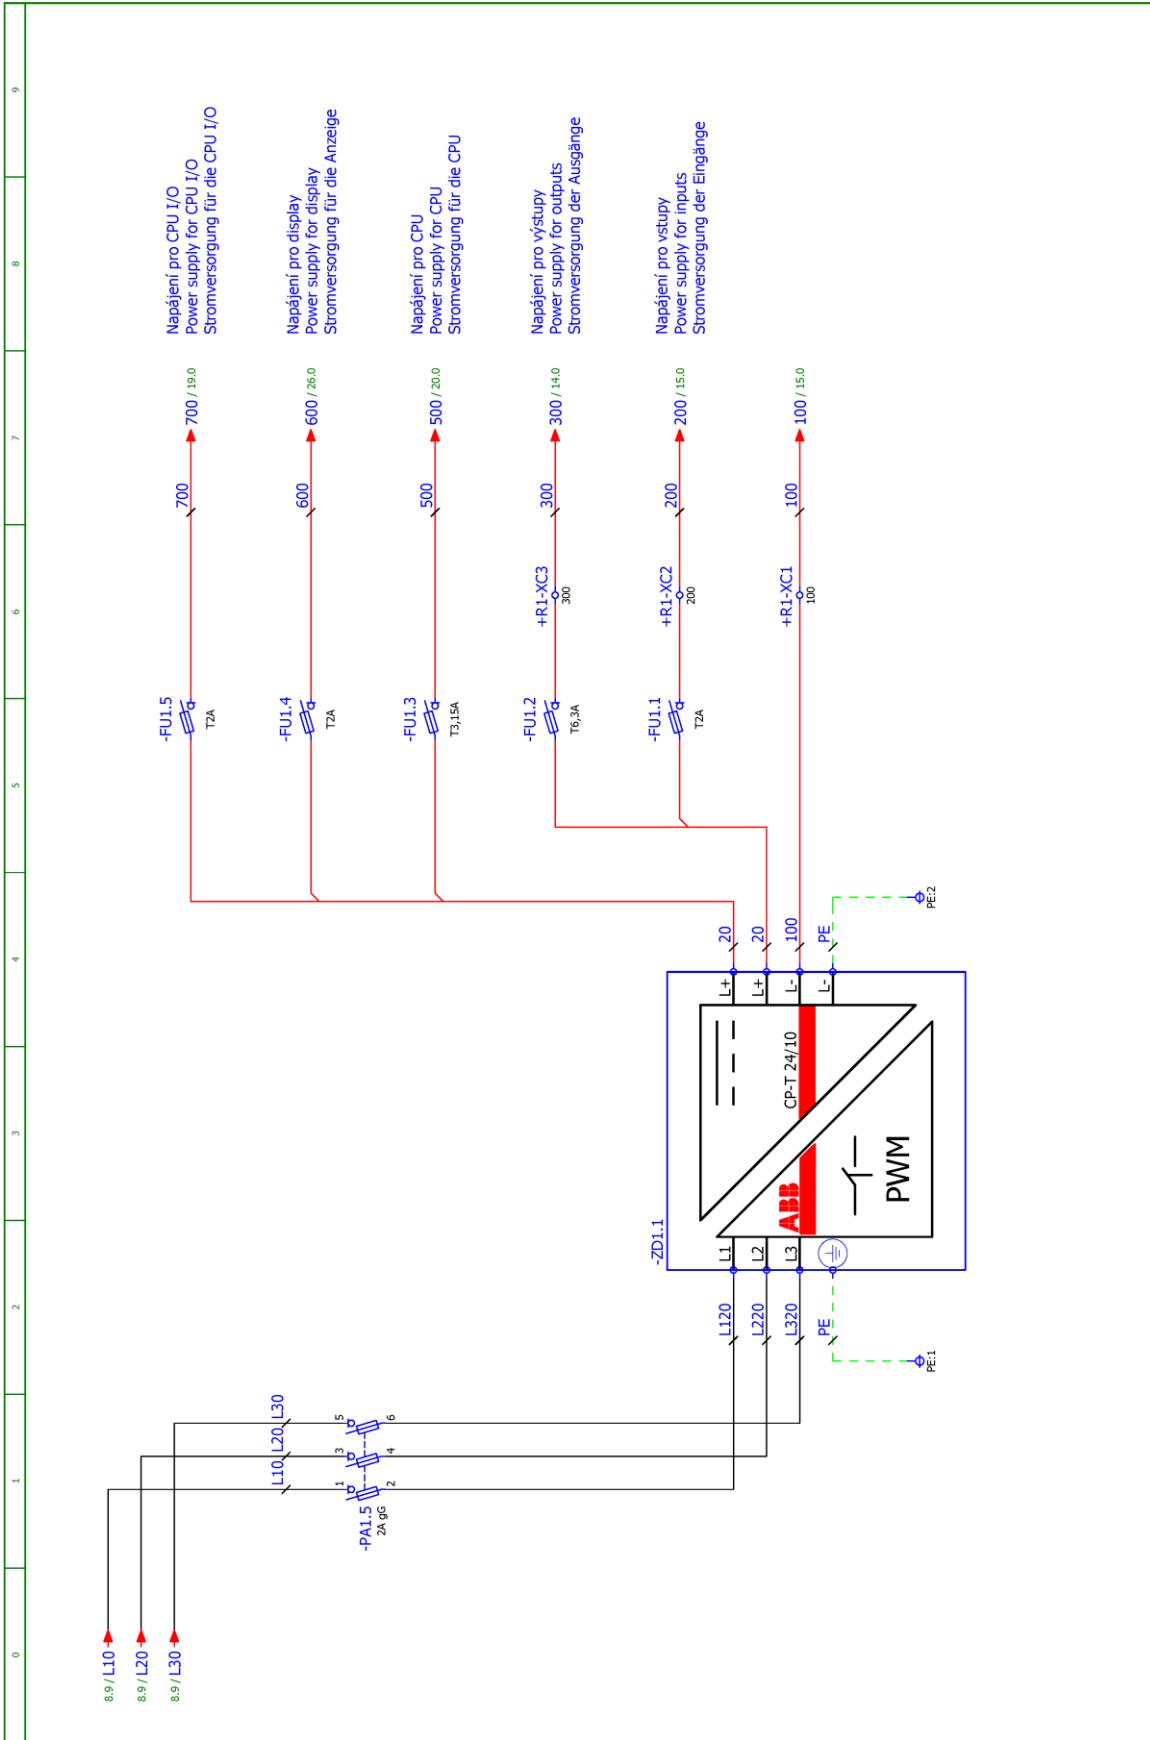 0
1
2
3
4
5
6
7
8
9
8.9 / L10
8.9 / L20
8.9 / L30
L10
L20
L30
-PA1.5
2A gG
1
2
3
4
5
6
L120
L220
L320
PE
PE:1
-ZD1.1
L1
L2
L3
ABB
CP-T 24/10
PWM
L+
L+
L-
L-
20
20
100
PE
PE:2
-FU1.5
T2A
700
700 / 19.0
Napájení pro CPU I/O
Power supply for CPU I/O
Stromversorgung für die CPU I/O
-FU1.4
T2A
600
600 / 26.0
Napájení pro display
Power supply for display
Stromversorgung für die Anzeige
-FU1.3
T3,15A
500
500 / 20.0
Napájení pro CPU
Power supply for CPU
Stromversorgung für die CPU
-FU1.2
T6,3A
+R1-XC3
300
300
300 / 14.0
Napájení pro výstupy
Power supply for outputs
Stromversorgung der Ausgänge
-FU1.1
T2A
+R1-XC2
200
200
200 / 15.0
Napájení pro vstupy
Power supply for inputs
Stromversorgung der Eingänge
+R1-XC1
100
100
100 / 15.0